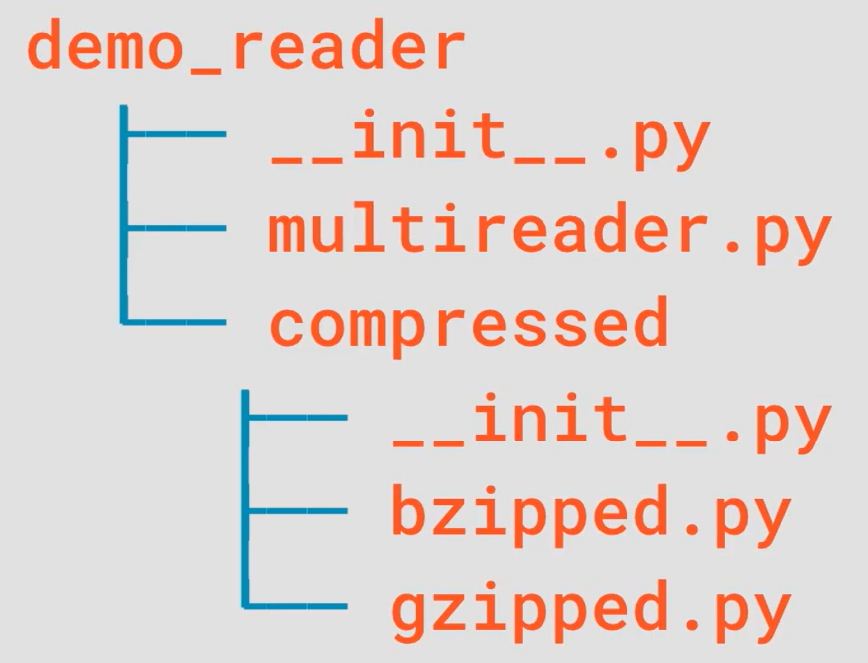 demo_reader
__init__.py
multireader.py
compressed
__init__.py
bzipped.py
gzipped.py